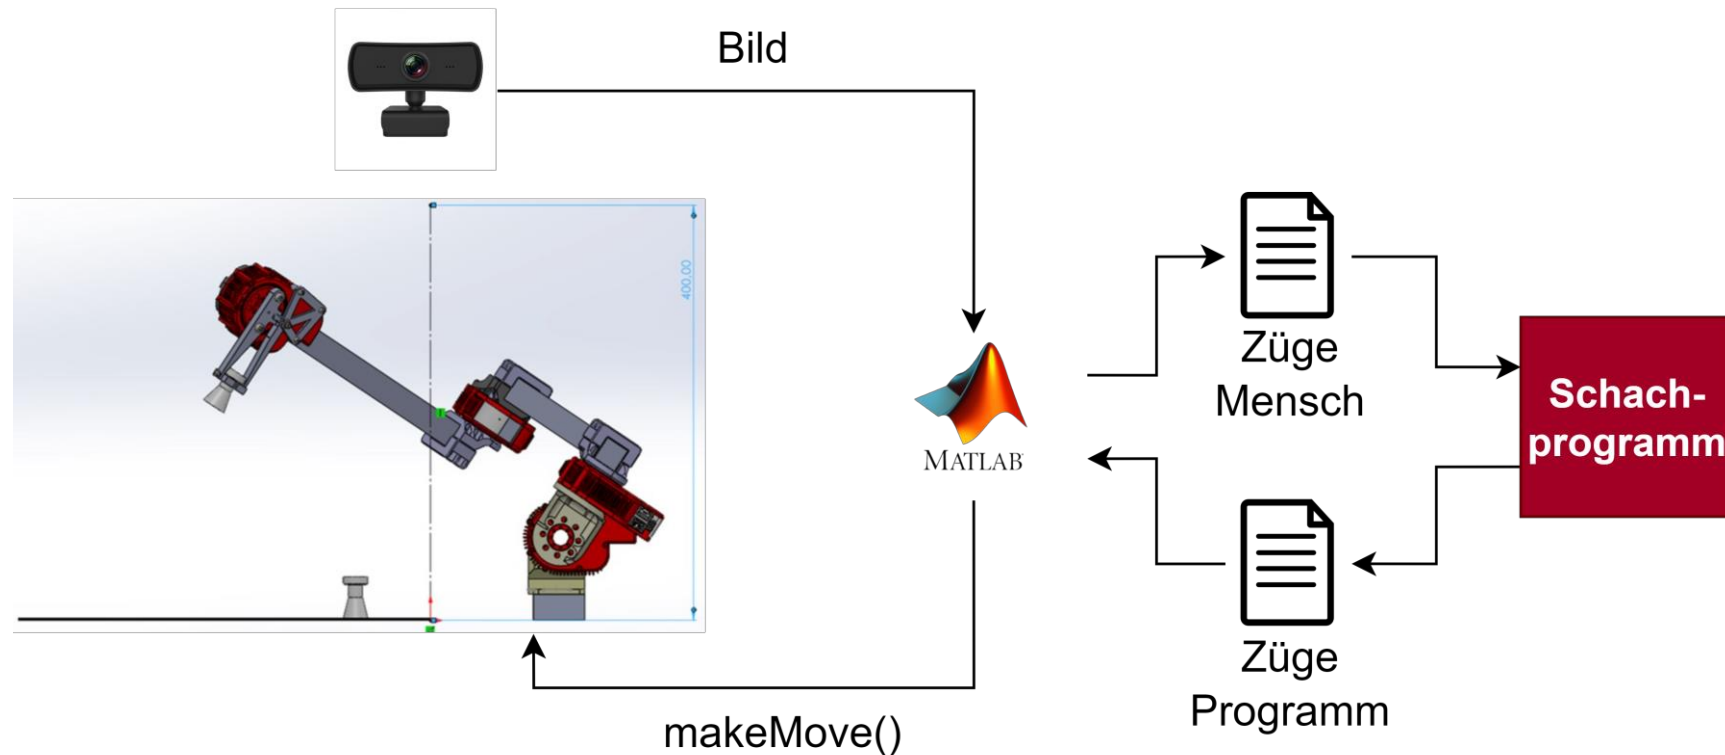 Bild
400.00
MATLAB
Züge
Mensch
Schach-
programm
Züge
Programm
makeMove()